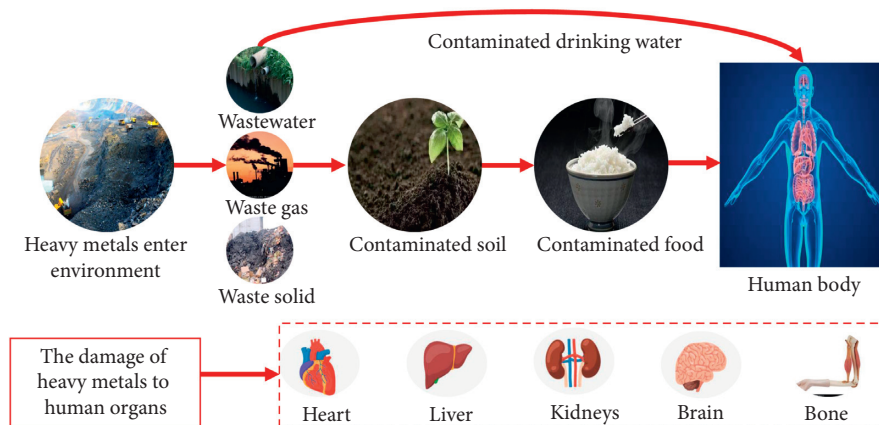 Contaminated drinking water
Wastewater
Waste gas
Waste solid
Heavy metals enter
environment
Contaminated soil
Contaminated food
Human body
The damage of
heavy metals to
human organs
Heart
Liver
Kidneys
Brain
Bone